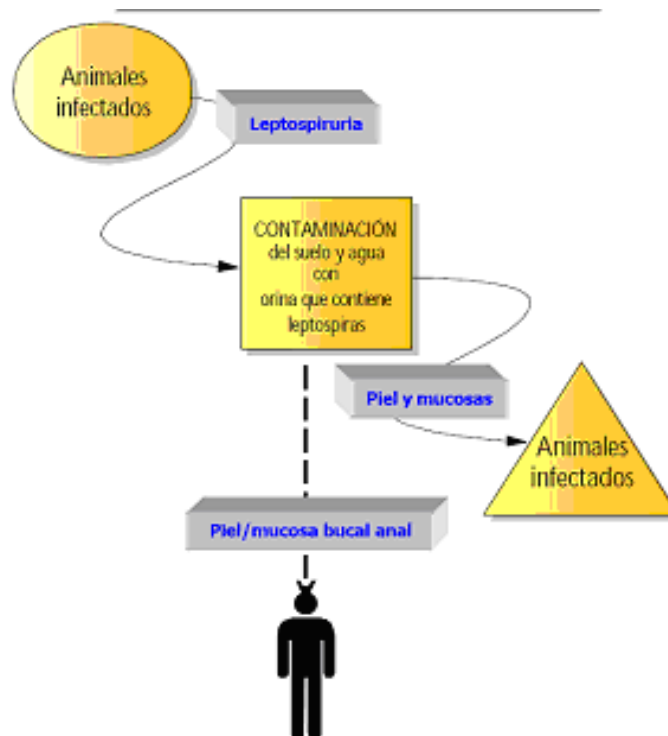 Animales
infectados
Leptospiruria
CONTAMINACIÓN
del suelo y agua
con
orina que contiene
leptospiras
Piel y mucosas
Animales
infectados
Piel/mucosa bucal anal